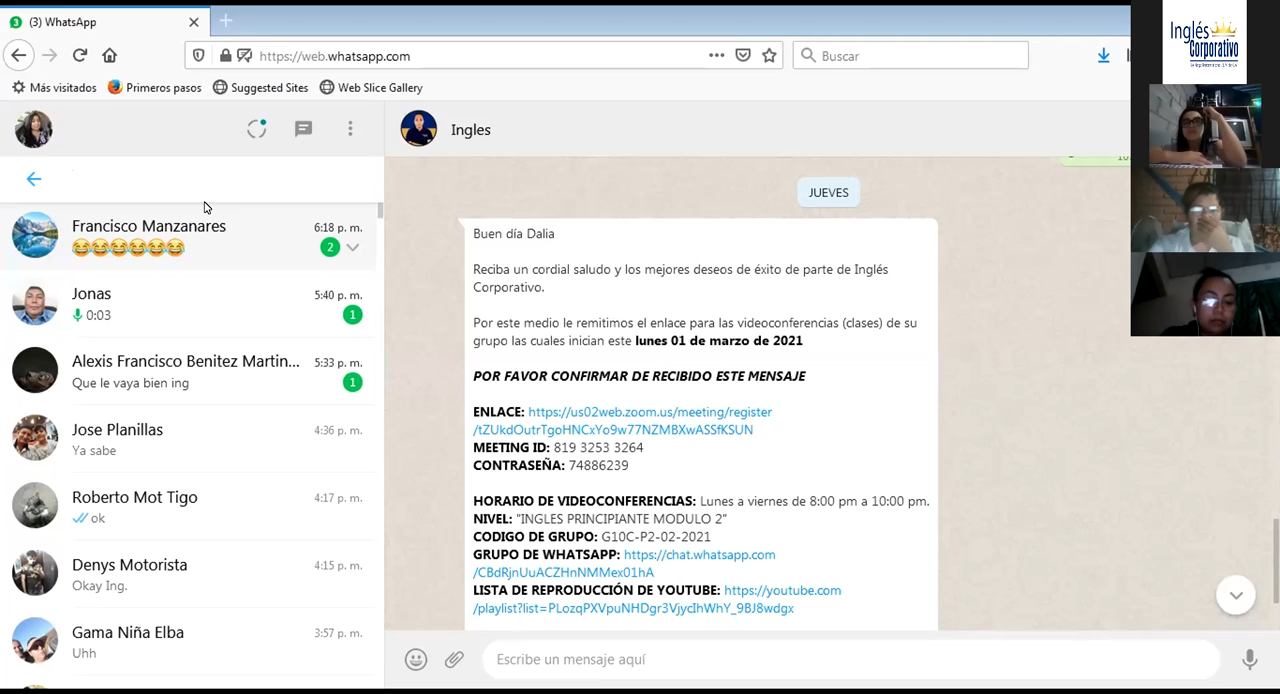 (3) WhatsApp
https://web.whatsapp.com
Buscar
Más visitados
Primeros pasos
Suggested Sites
Web Slice Gallery
Inglés
Corporativo
Ingles
JUEVES
Francisco Manzanares
6:18 p. m.
😂😂😂😂😂😂
2
Jonas
5:40 p. m.
0:03
1
Alexis Francisco Benitez Martin...
5:33 p. m.
Que le vaya bien ing
1
Jose Planillas
4:36 p. m.
Ya sabe
Roberto Mot Tigo
4:17 p. m.
ok
Denys Motorista
4:15 p. m.
Okay Ing.
Gama Niña Elba
3:57 p. m.
Uhh
Buen día Dalia
Reciba un cordial saludo y los mejores deseos de éxito de parte de Inglés
Corporativo.
Por este medio le remitimos el enlace para las videoconferencias (clases) de su
grupo las cuales inician este lunes 01 de marzo de 2021
POR FAVOR CONFIRMAR DE RECIBIDO ESTE MENSAJE
ENLACE: https://us02web.zoom.us/meeting/register
/tZUkdOutrTgoHNCxYo9w77NZMBXwASSfKSUN
MEETING ID: 819 3253 3264
CONTRASEÑA: 74886239
HORARIO DE VIDEOCONFERENCIAS: Lunes a viernes de 8:00 pm a 10:00 pm.
NIVEL: "INGLES PRINCIPIANTE MODULO 2"
CODIGO DE GRUPO: G10C-P2-02-2021
GRUPO DE WHATSAPP: https://chat.whatsapp.com
/CBdRjnUuACZHnNMMex01hA
LISTA DE REPRODUCCIÓN DE YOUTUBE: https://youtube.com
/playlist?list=PLozqPXVpuNHDgr3VjycIhWhY_9BJ8wdgx
Escribe un mensaje aquí